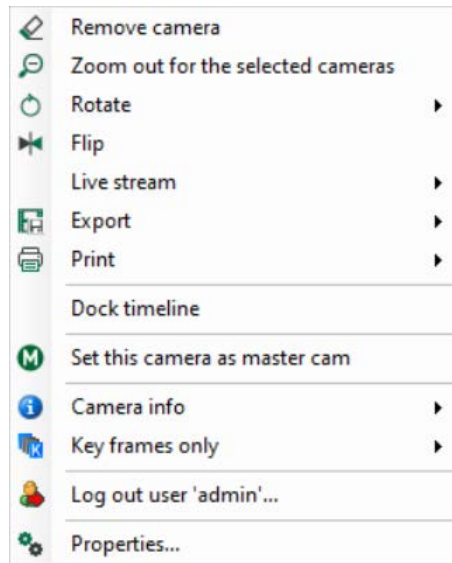 Remove camera
Zoom out for the selected cameras
Rotate
Flip
Live stream
Export
Print
Dock timeline
M Set this camera as master cam
i Camera info
K Key frames only
Log out user 'admin'...
Properties...